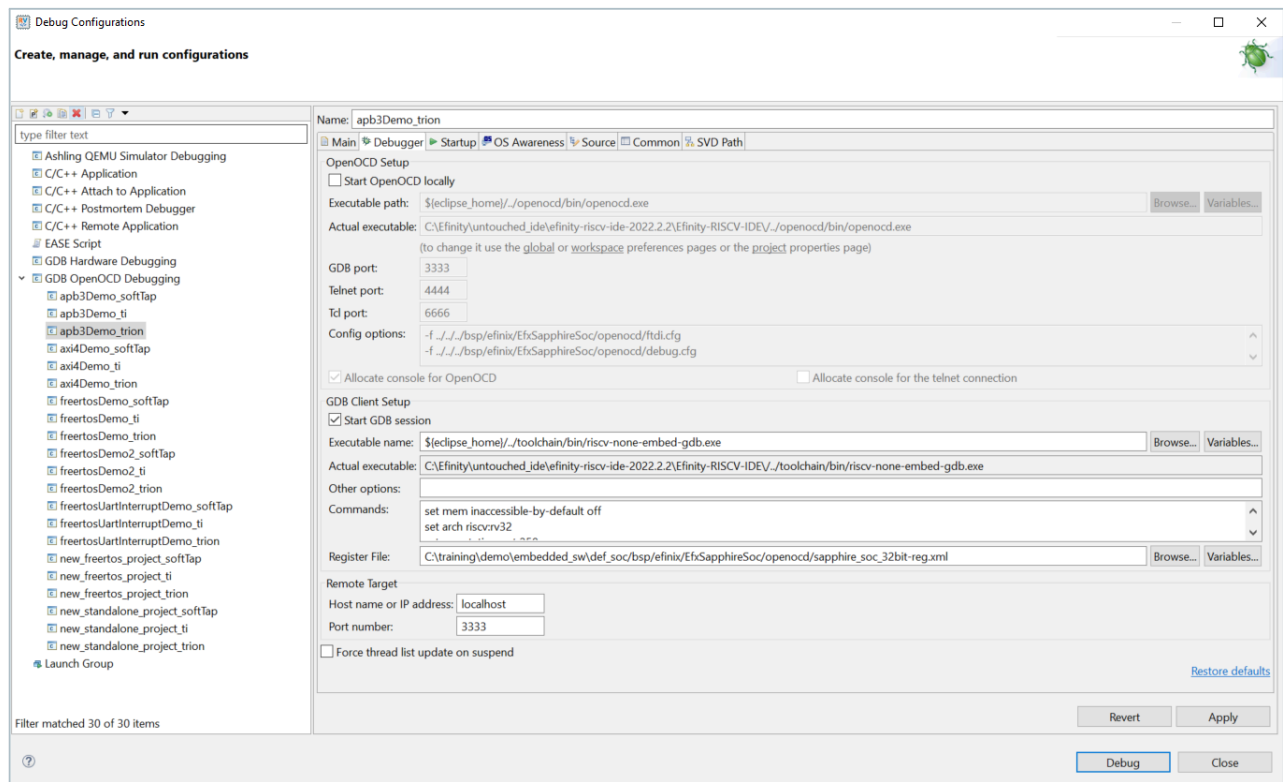 Debug Configurations
Create, manage, and run configurations
type filter text
Ashling QEMU Simulator Debugging
C/C++ Application
C/C++ Attach to Application
C/C++ Postmortem Debugger
C/C++ Remote Application
EASE Script
GDB Hardware Debugging
GDB OpenOCD Debugging
apb3Demo_softTap
apb3Demo_ti
apb3Demo_trion
axi4Demo_softTap
axi4Demo_ti
axi4Demo_trion
freertosDemo_softTap
freertosDemo_ti
freertosDemo_trion
freertosDemo2_softTap
freertosDemo2_ti
freertosDemo2_trion
freertosUartInterruptDemo_softTap
freertosUartInterruptDemo_ti
freertosUartInterruptDemo_trion
new_freertos_project_softTap
new_freertos_project_ti
new_freertos_project_trion
new_standalone_project_softTap
new_standalone_project_ti
new_standalone_project_trion
Launch Group
Filter matched 30 of 30 items
Name: apb3Demo_trion
Main Debugger Startup OS Awareness Source Common SVD Path
OpenOCD Setup
Start OpenOCD locally
Executable path: ${eclipse_home}/../openocd/bin/openocd.exe Browse... Variables...
Actual executable: C:\Efinity\untouched_ide\efinity-riscv-ide-2022.2.2\Efinity-RISCV-IDE\/../openocd/bin/openocd.exe
(to change it use the global or workspace preferences pages or the project properties page)
GDB port: 3333
Telnet port: 4444
Tcl port: 6666
Config options: -f ../../../bsp/efinix/EfxSapphireSoc/openocd/ftdi.cfg
-f ../../../bsp/efinix/EfxSapphireSoc/openocd/debug.cfg
Allocate console for OpenOCD Allocate console for the telnet connection
GDB Client Setup
Start GDB session
Executable name: ${eclipse_home}/../toolchain/bin/riscv-none-embed-gdb.exe Browse... Variables...
Actual executable: C:\Efinity\untouched_ide\efinity-riscv-ide-2022.2.2\Efinity-RISCV-IDE\/../toolchain/bin/riscv-none-embed-gdb.exe
Other options:
Commands: set mem inaccessible-by-default off
set arch riscv:rv32
Register File: C:\training\demo\embedded_sw\def_soc/bsp/efinix/EfxSapphireSoc/openocd/sapphire_soc_32bit-reg.xml Browse... Variables...
Remote Target
Host name or IP address: localhost
Port number: 3333
Force thread list update on suspend
Restore defaults
Revert Apply
Debug Close